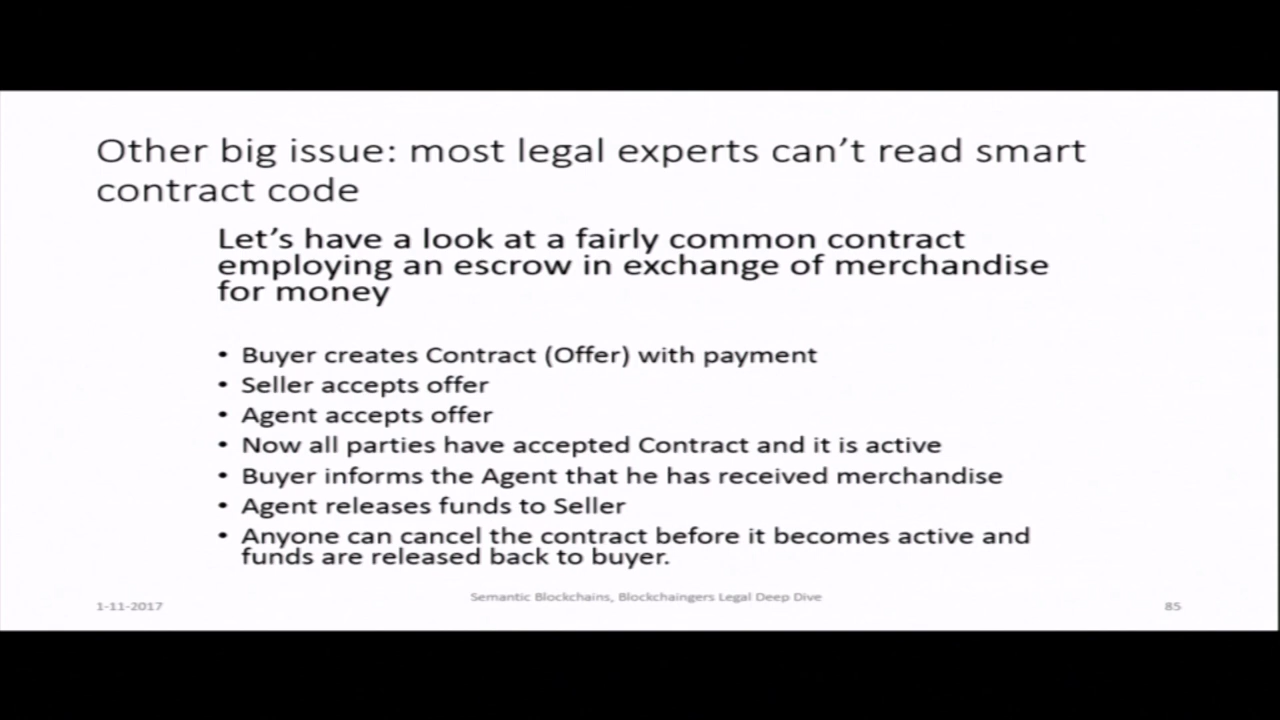 Other big issue: most legal experts can’t read smart
contract code
Let’s have a look at a fairly common contract
employing an escrow in exchange of merchandise
for money
• Buyer creates Contract (Offer) with payment
• Seller accepts offer
• Agent accepts offer
• Now all parties have accepted Contract and it is active
• Buyer informs the Agent that he has received merchandise
• Agent releases funds to Seller
• Anyone can cancel the contract before it becomes active and
funds are released back to buyer.
1-11-2017
Semantic Blockchains, Blockchaingers Legal Deep Dive
85